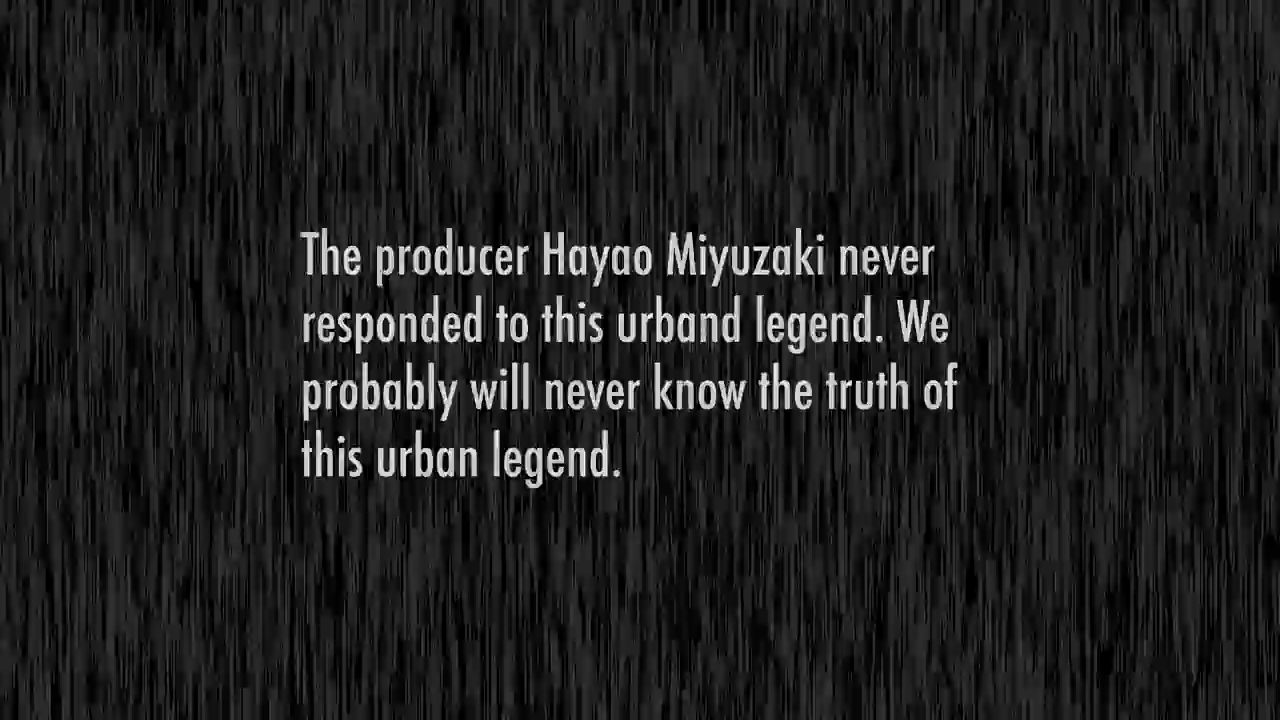 The producer Hayao Miyuzaki never
responded to this urband legend. We
probably will never know the truth of
this urban legend.